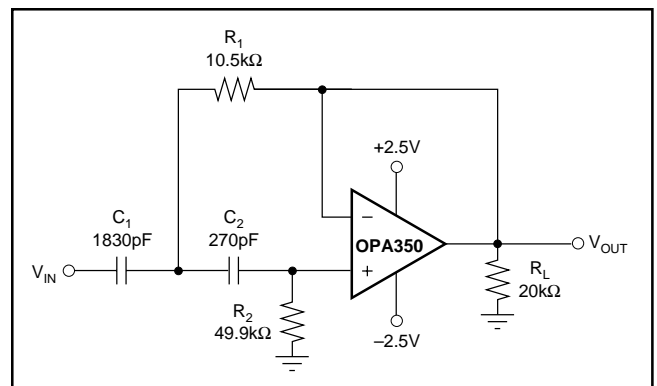 R1
10.5kΩ
+2.5V
C1
1830pF
C2
270pF
–
OPA350
+
VIN
VOUT
R2
49.9kΩ
RL
20kΩ
–2.5V